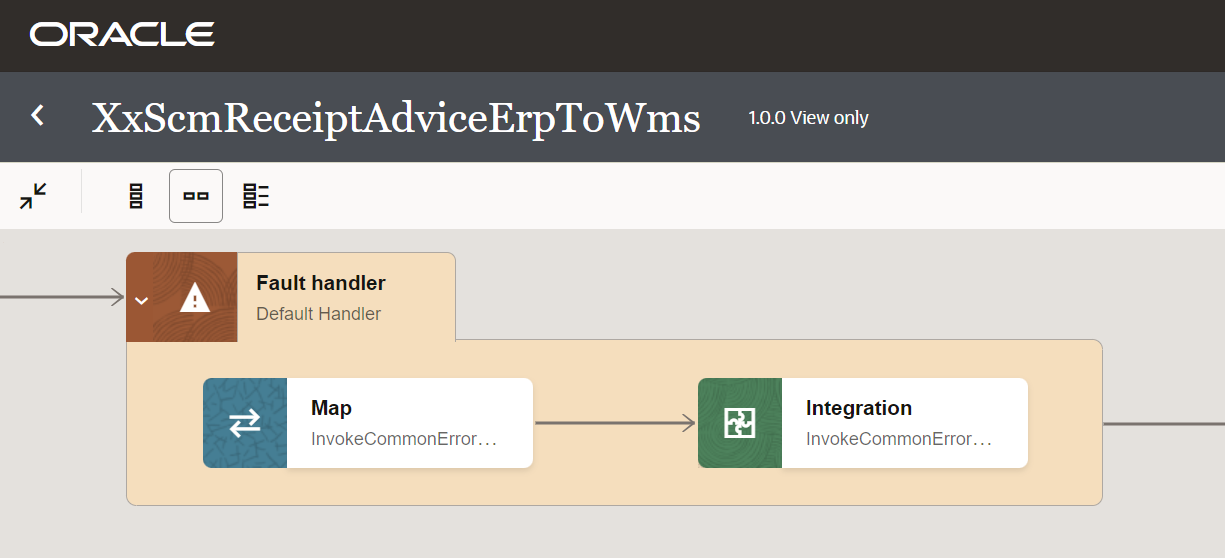 ORACLE
XxScmReceiptAdviceErpToWms 1.0.0 View only
Fault handler
Default Handler
Map
InvokeCommonError...
Integration
InvokeCommonError...